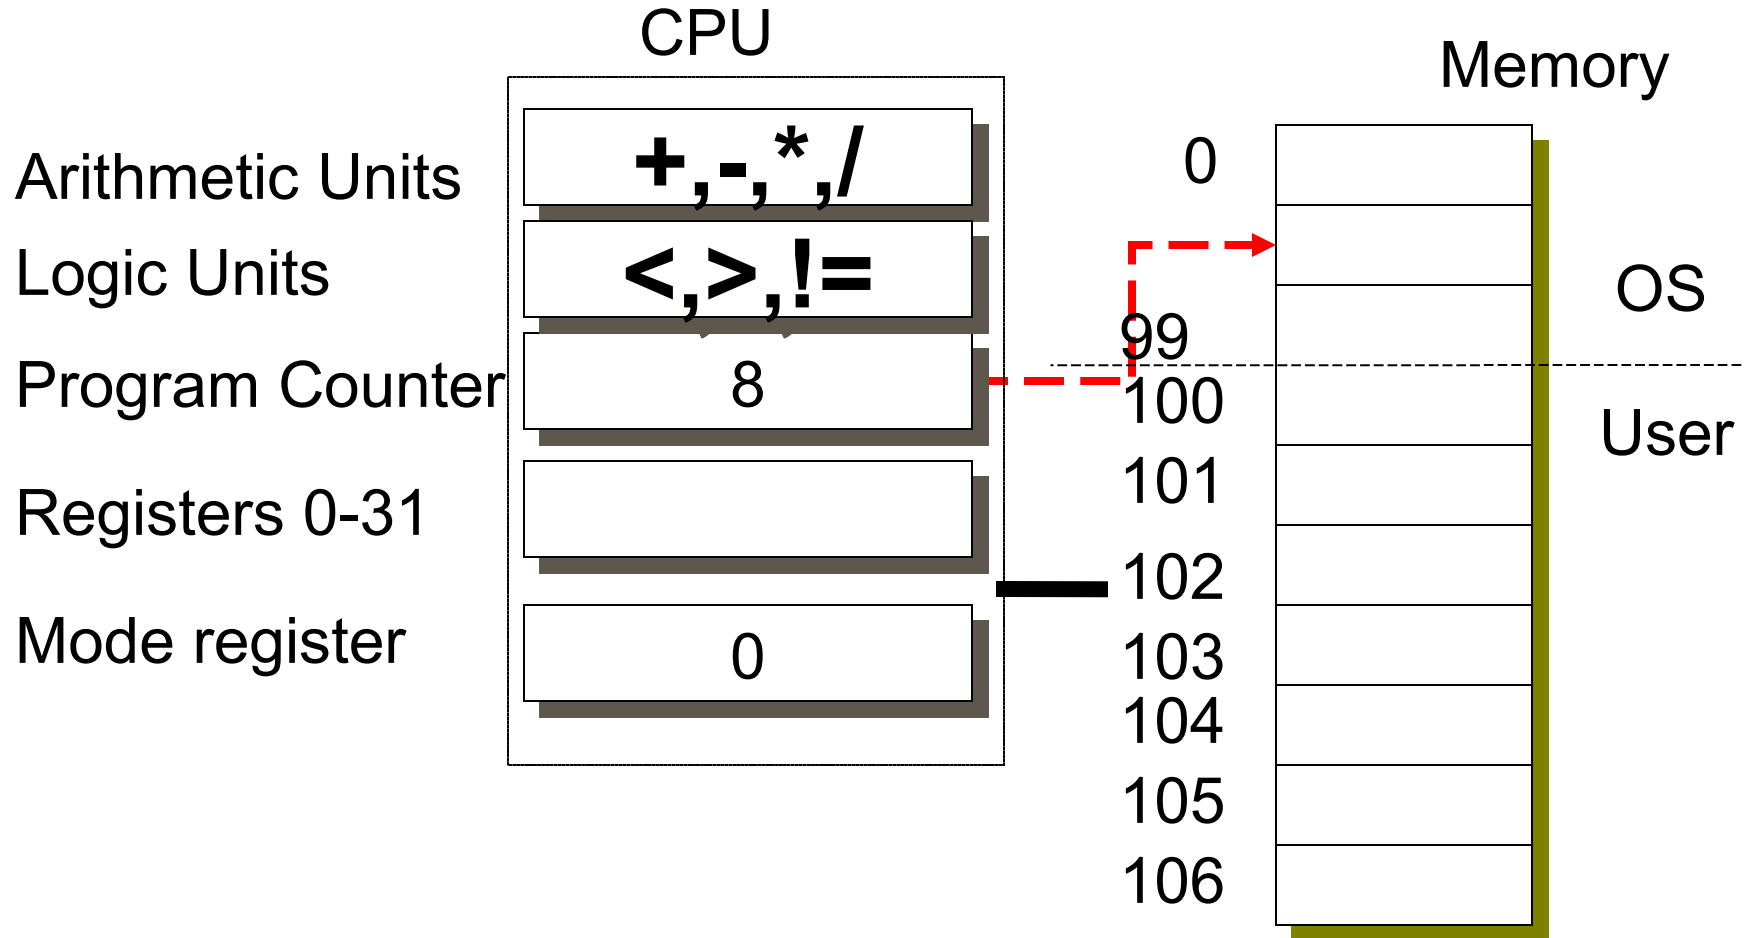 CPU
Memory
Arithmetic Units
+,-,*,/
Logic Units
<,>,!=
Program Counter
8
Registers 0-31
Mode register
0
0
99
100
101
102
103
104
105
106
OS
User